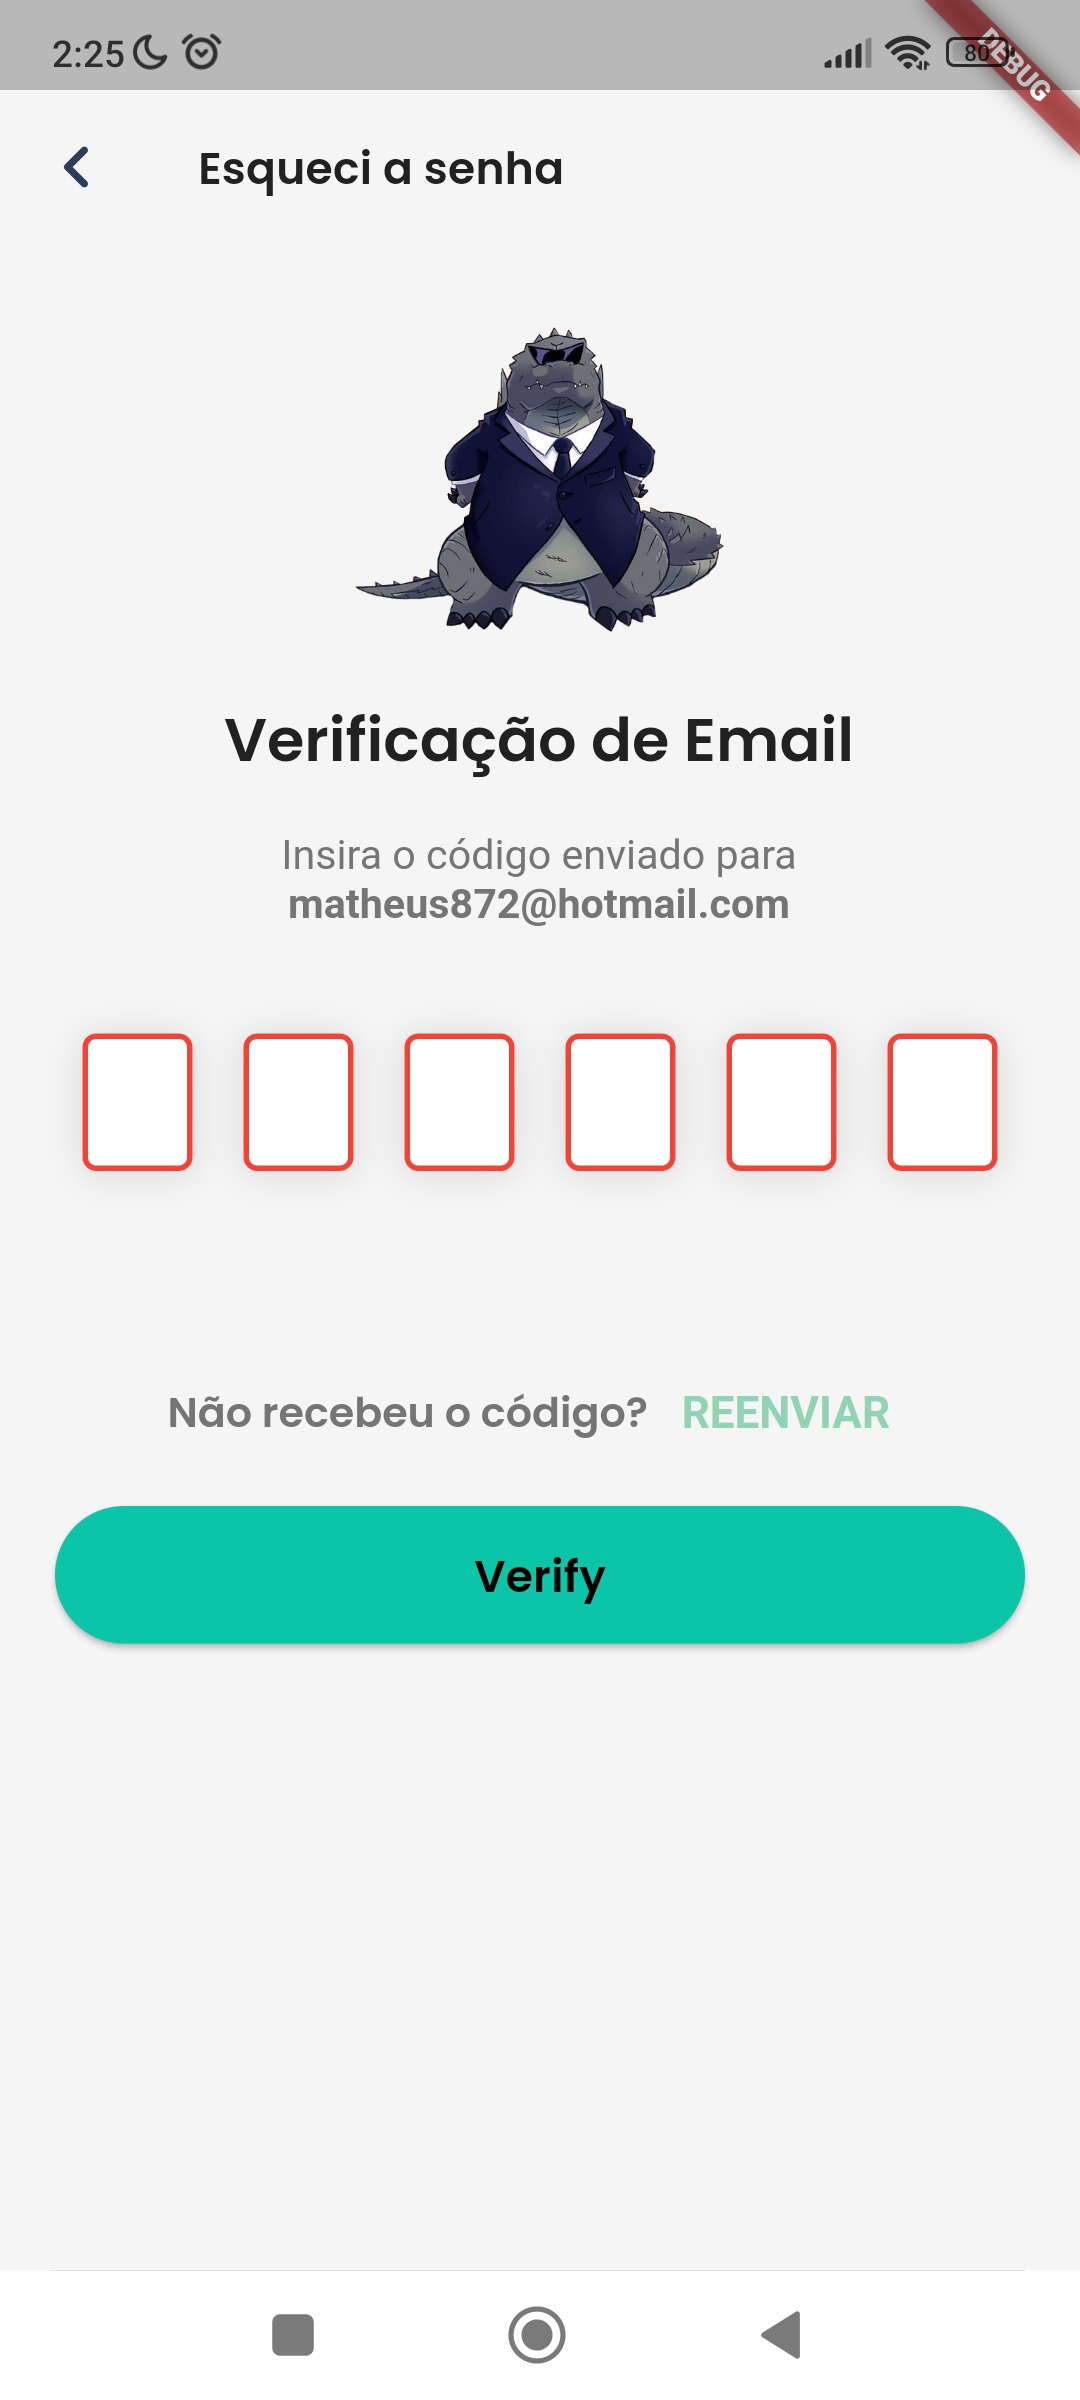 2:25
80
DEBUG
Esqueci a senha
Verificação de Email
Insira o código enviado para
matheus872@hotmail.com
Não recebeu o código? REENVIAR
Verify